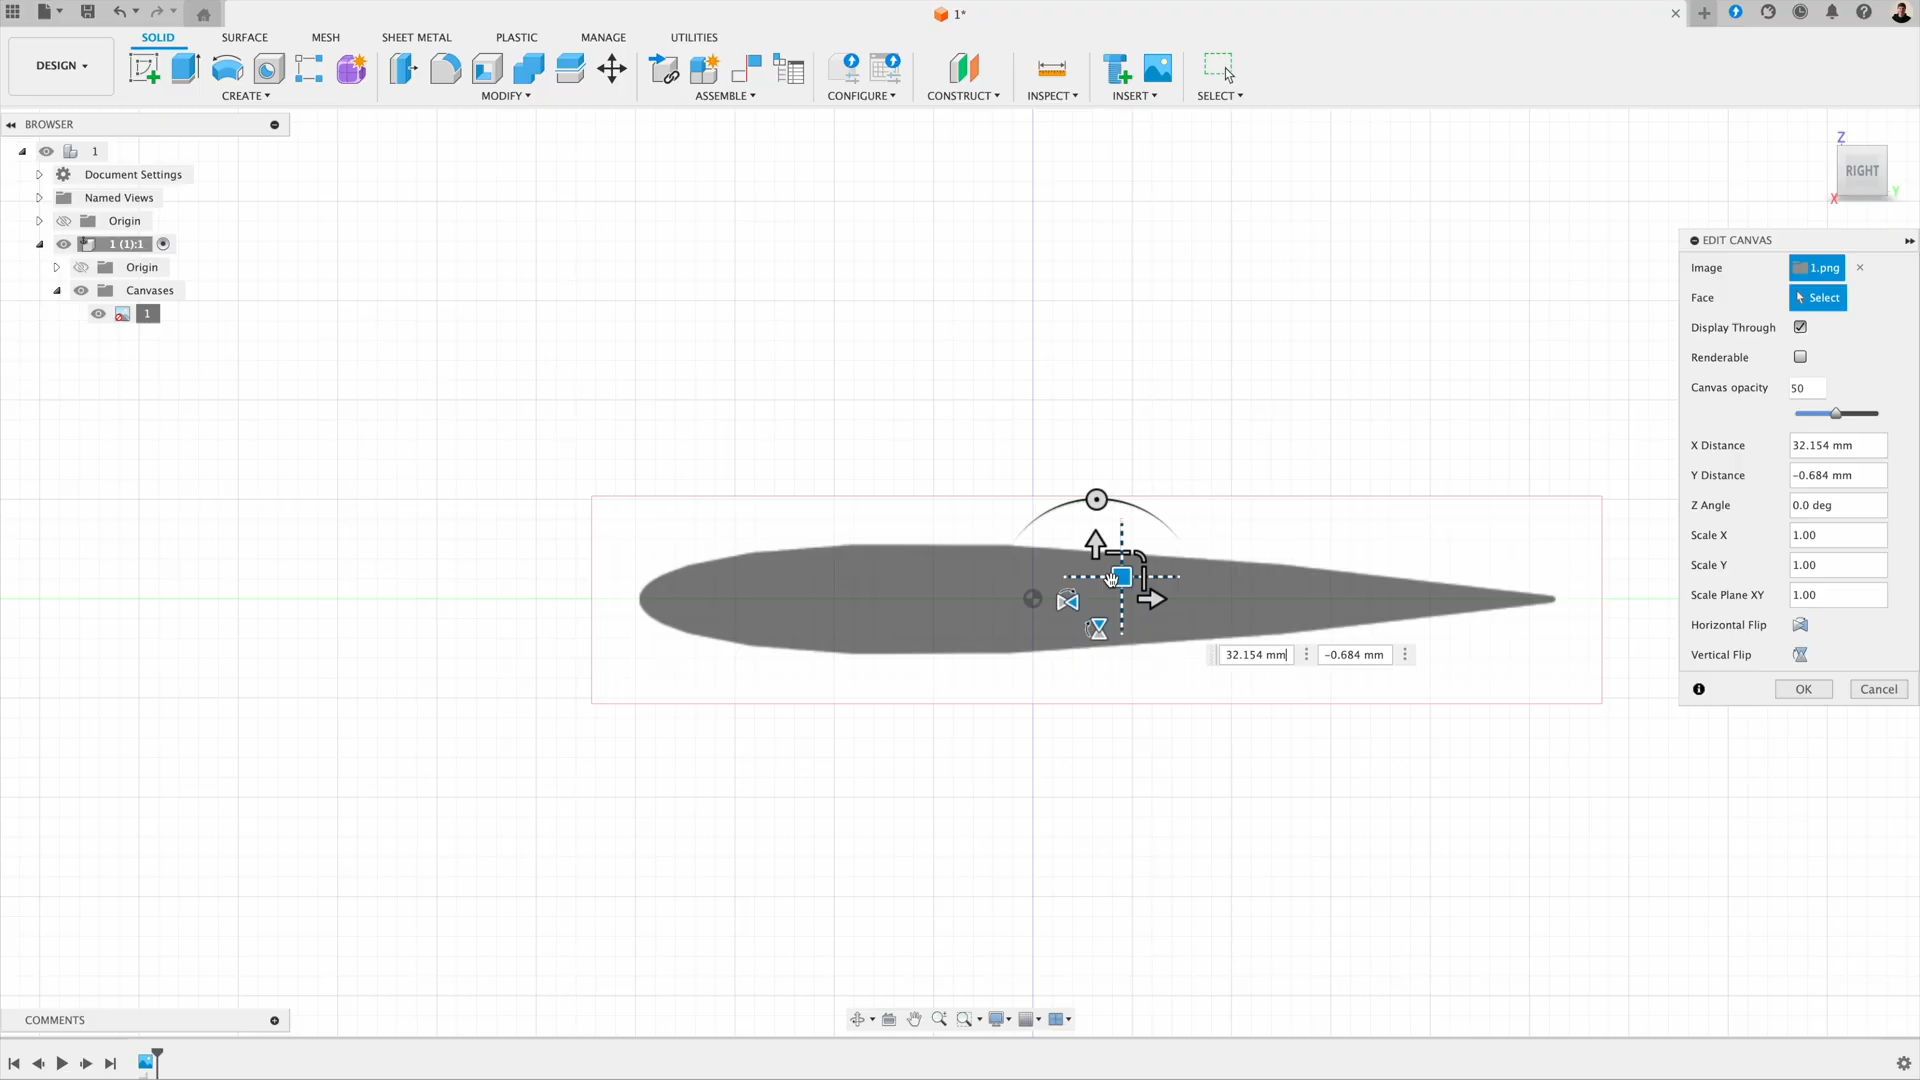 1*
SOLID SURFACE MESH SHEET METAL PLASTIC MANAGE UTILITIES
DESIGN
CREATE MODIFY ASSEMBLE CONFIGURE CONSTRUCT INSPECT INSERT SELECT
BROWSER
1
Document Settings
Named Views
Origin
1 (1):1
Origin
Canvases
1
Z
RIGHT
X
Y
EDIT CANVAS
Image 1.png
Face Select
Display Through
Renderable
Canvas opacity 50
X Distance 32.154 mm
Y Distance -0.684 mm
Z Angle 0.0 deg
Scale X 1.00
Scale Y 1.00
Scale Plane XY 1.00
Horizontal Flip
Vertical Flip
OK Cancel
32.154 mm -0.684 mm
COMMENTS